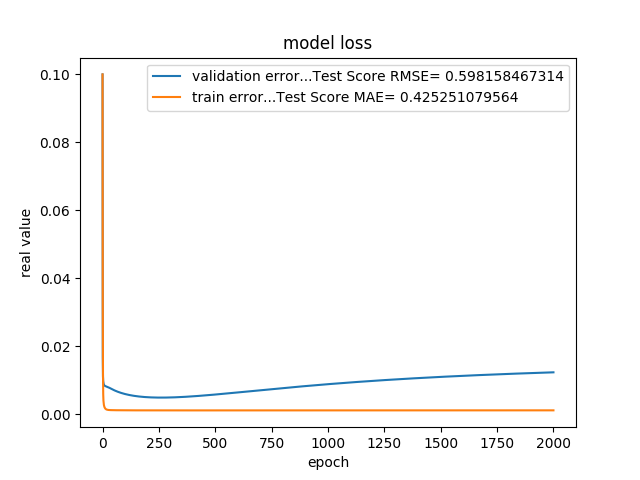 model loss
validation error...Test Score RMSE= 0.598158467314
train error...Test Score MAE= 0.425251079564
real value
0.10
0.08
0.06
0.04
0.02
0.00
0 250 500 750 1000 1250 1500 1750 2000
epoch